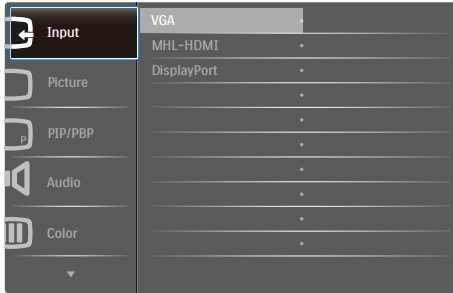 Input
Picture
P
PIP/PBP
Audio
Color
VGA
MHL-HDMI
DisplayPort